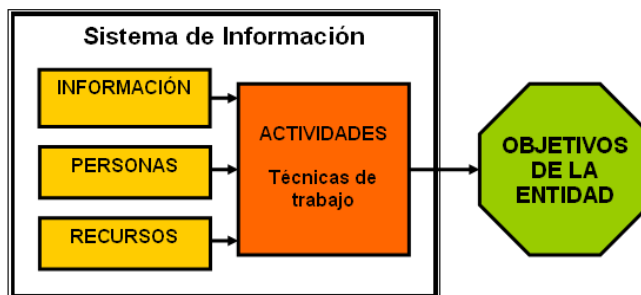 Sistema de Información
INFORMACIÓN
PERSONAS
RECURSOS
ACTIVIDADES
Técnicas de
trabajo
OBJETIVOS
DE LA
ENTIDAD